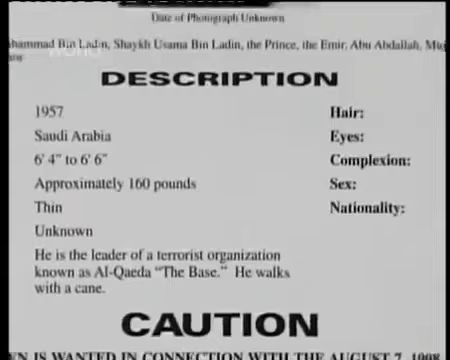 Date of Photograph Unknown
hammad Bin Ladin, Shaykh Usama Bin Ladin, the Prince, the Emir, Abu Abdallah,
DESCRIPTION
1957 Hair:
Saudi Arabia Eyes:
6' 4" to 6' 6" Complexion:
Approximately 160 pounds Sex:
Thin Nationality:
Unknown
He is the leader of a terrorist organization
known as Al-Qaeda "The Base." He walks
with a cane.
CAUTION
EN IS WANTED IN CONNECTION WITH THE AUGUST 7, 1998